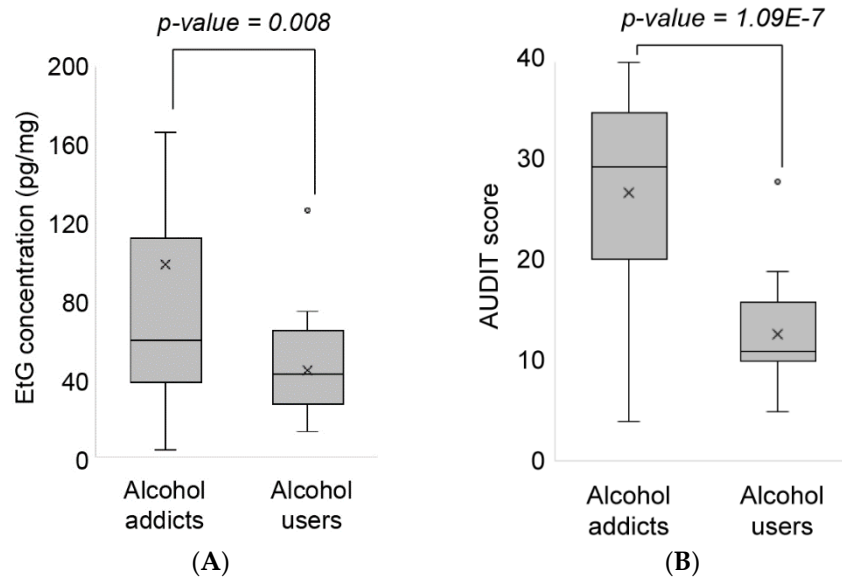 p-value = 0.008
EtG concentration (pg/mg)
200
160
120
80
40
0
Alcohol
addicts
Alcohol
users
(A)
p-value = 1.09E-7
AUDIT score
40
30
20
10
0
Alcohol
addicts
Alcohol
users
(B)